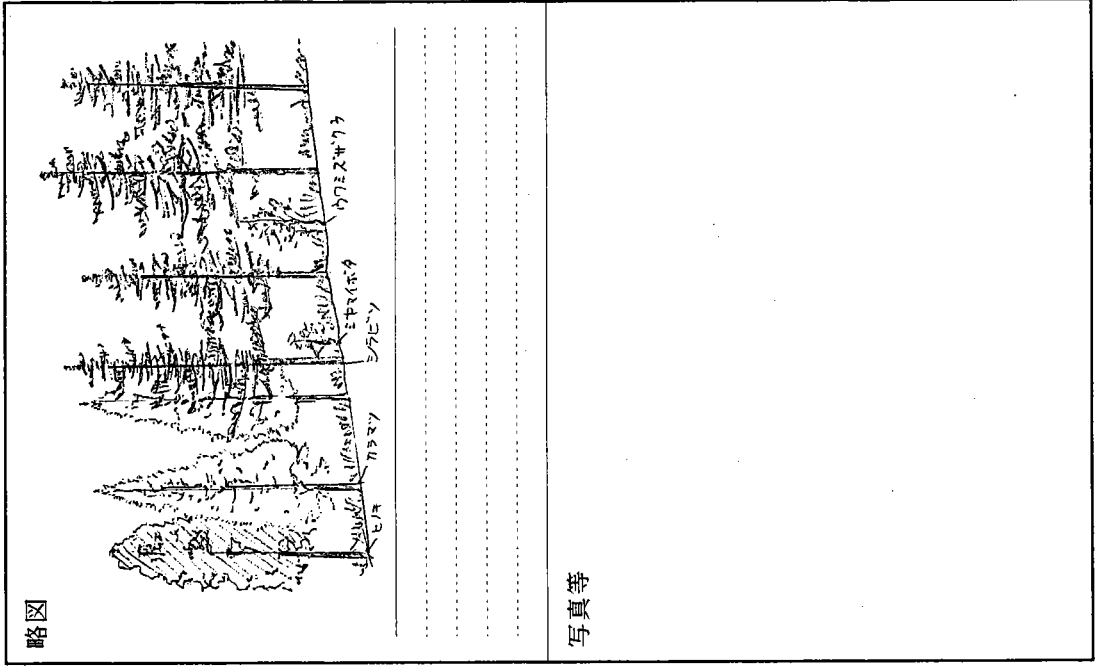 略図
ヒノキ
カラマツ
シラビソ
ミヤマイボタ
ウワミズザクラ
写真等